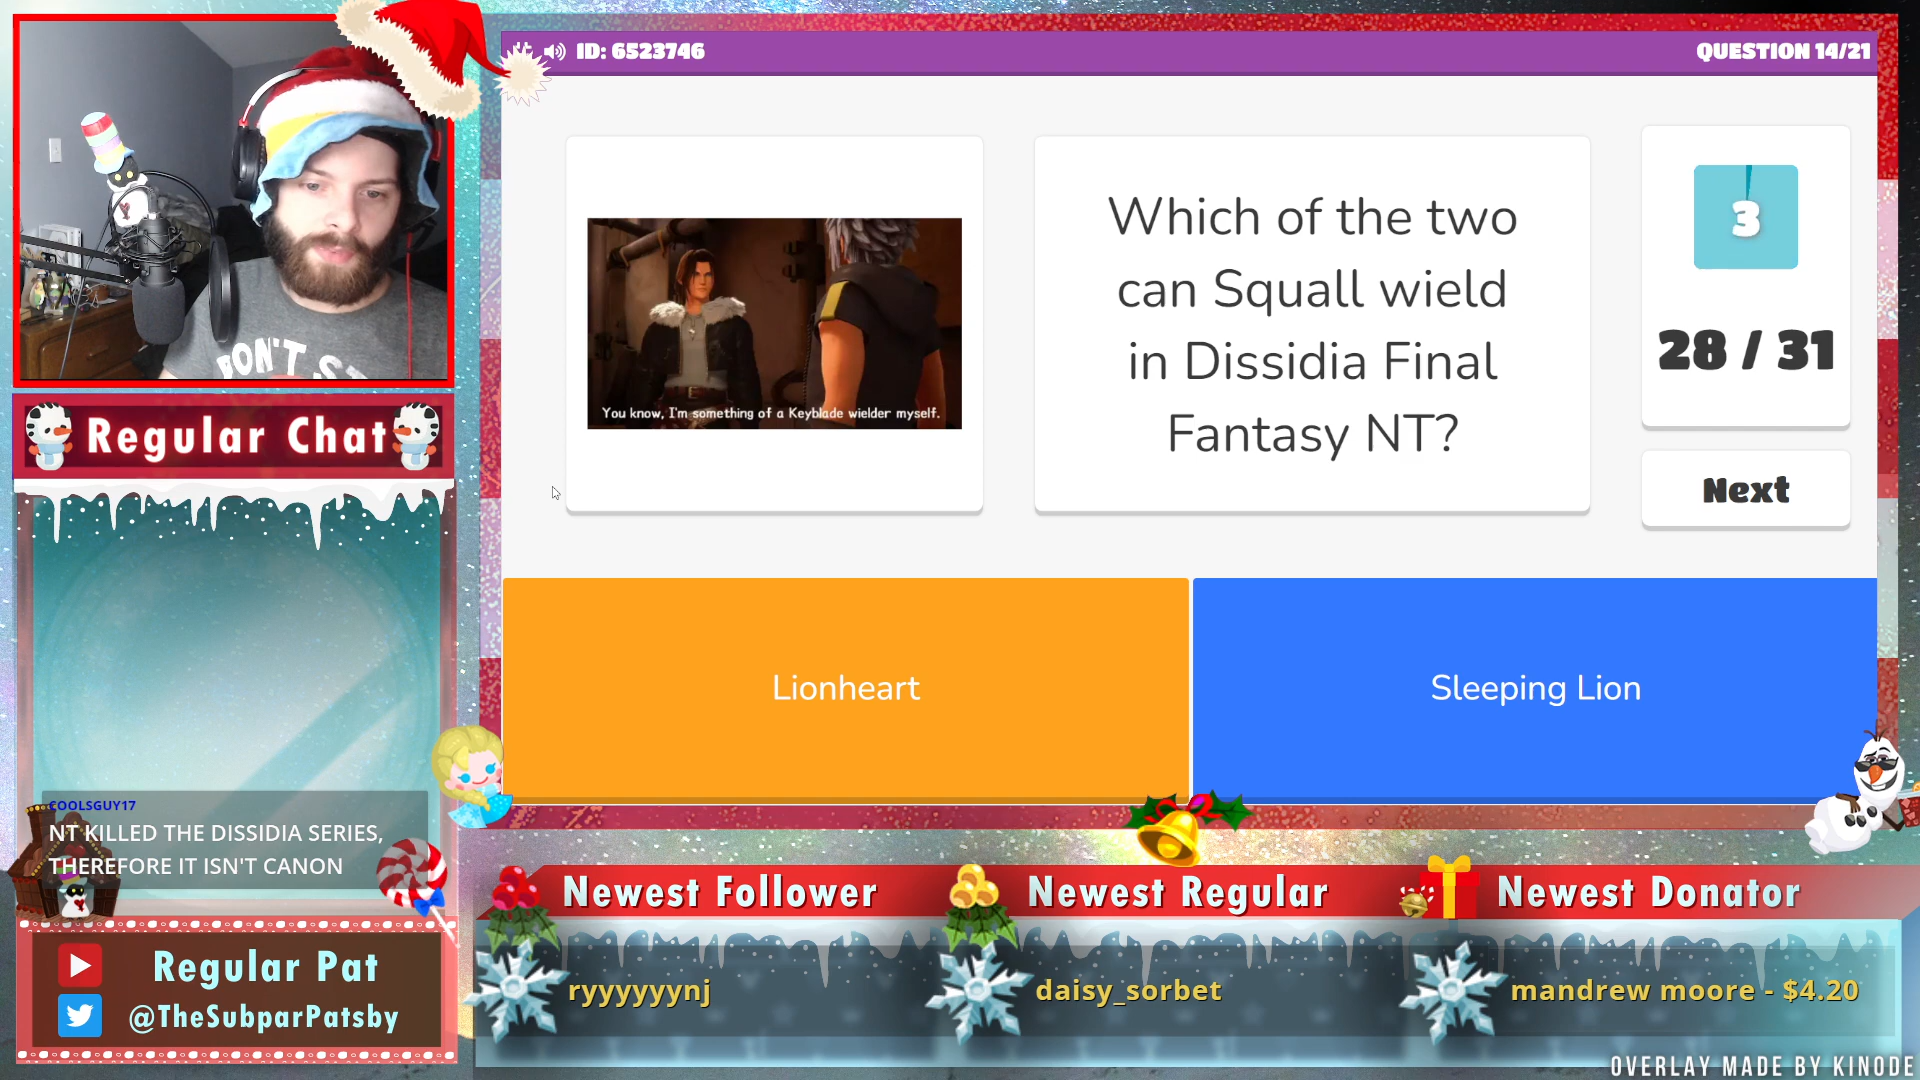 ID: 6523746
QUESTION 14/21
You know, I'm something of a Keyblade wielder myself.
Which of the two
can Squall wield
in Dissidia Final
Fantasy NT?
3
28 / 31
Next
Lionheart
Sleeping Lion
DON'T S
Regular Chat
COOLSGUY17
NT KILLED THE DISSIDIA SERIES,
THEREFORE IT ISN'T CANON
Regular Pat
@TheSubparPatsby
Newest Follower
Newest Regular
Newest Donator
ryyyyyynj
daisy_sorbet
mandrew moore - $4.20
OVERLAY MADE BY KINODE